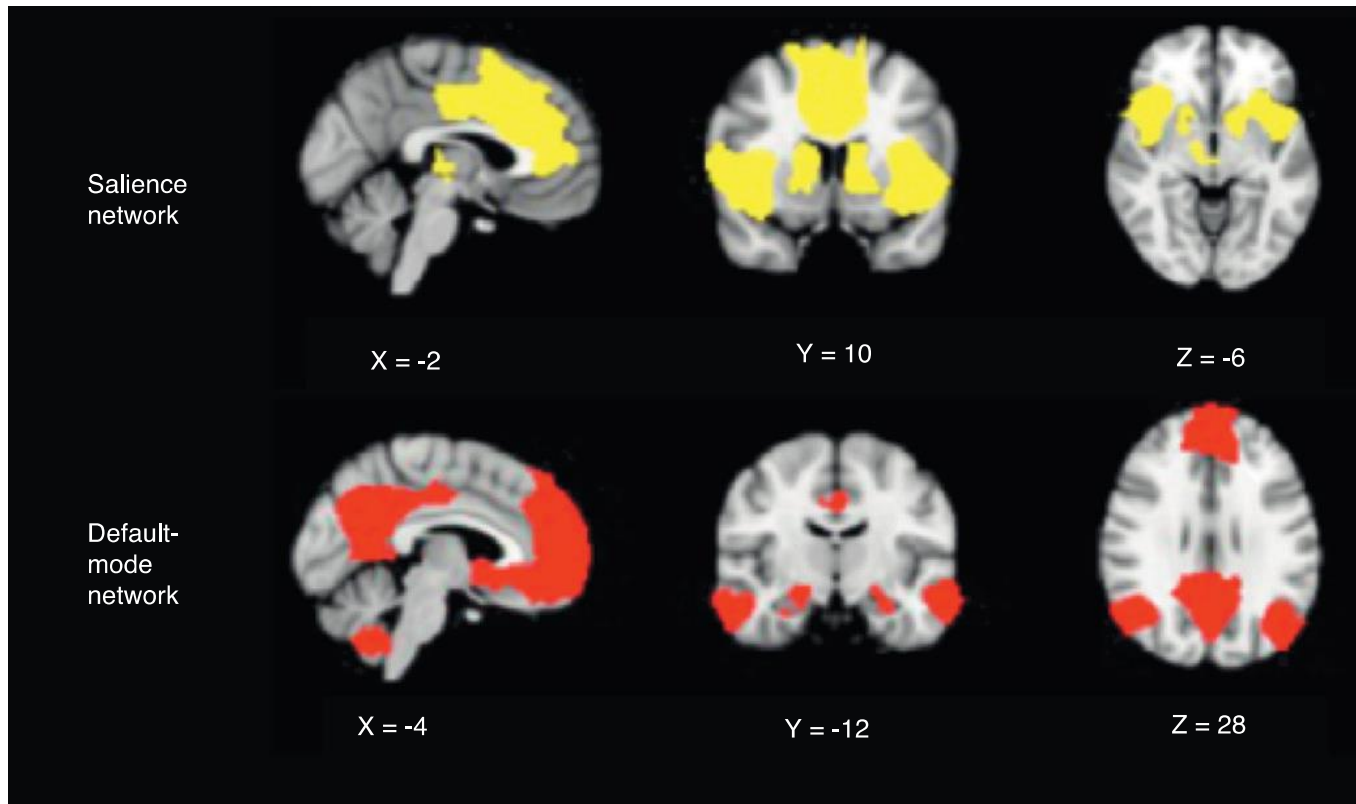 Salience
network
X = -2
Y = 10
Z = -6
Default-
mode
network
X = -4
Y = -12
Z = 28